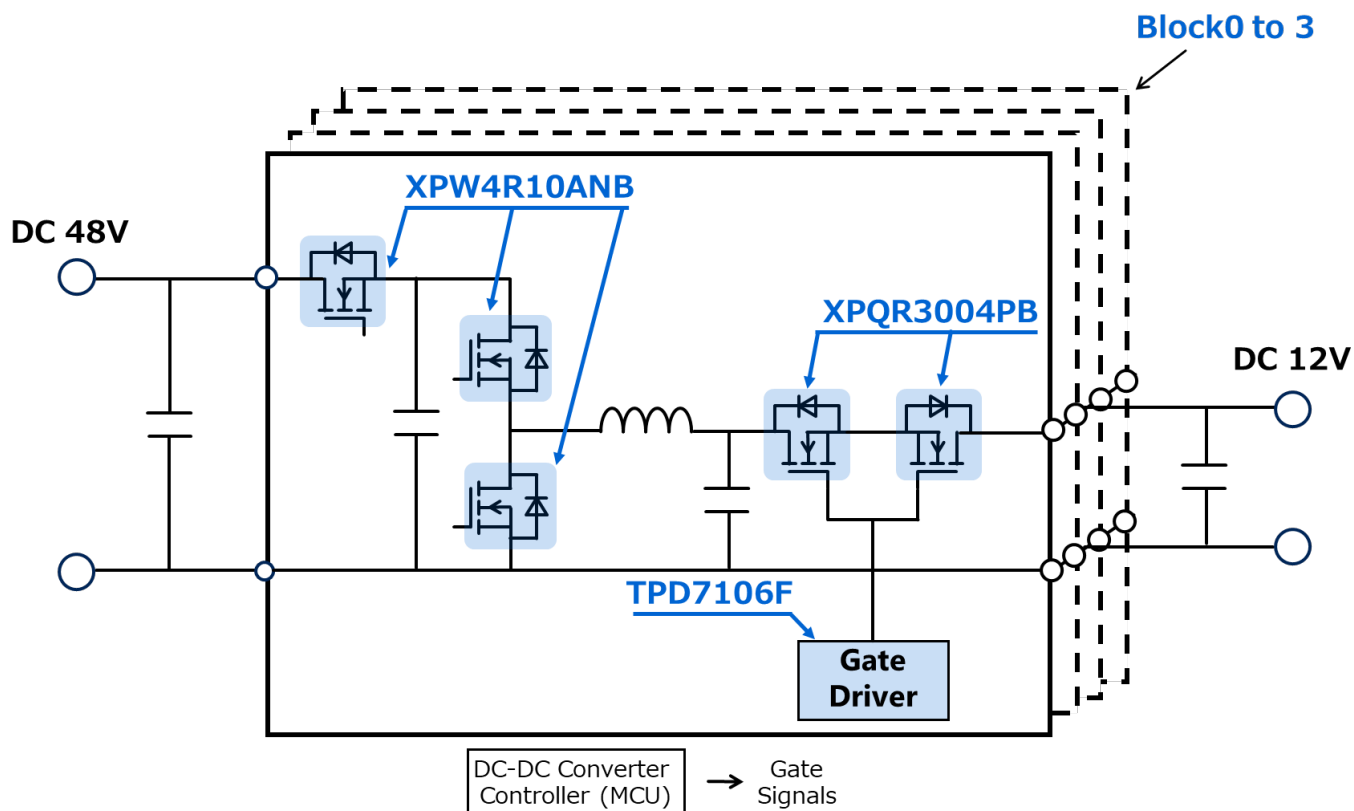 Block0 to 3
XPW4R10ANB
DC 48V
XPQR3004PB
DC 12V
TPD7106F
Gate
Driver
DC-DC Converter
Controller (MCU)
Gate
Signals